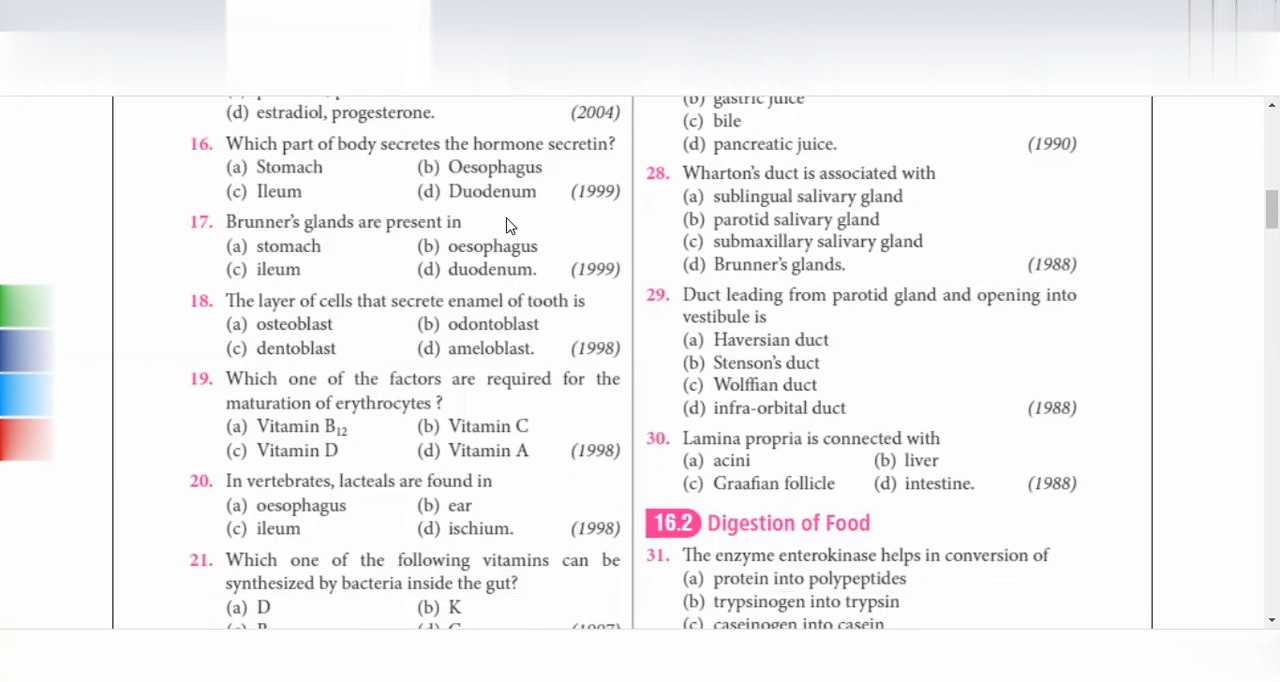 (d) estradiol, progesterone. (2004)
16. Which part of body secretes the hormone secretin?
(a) Stomach (b) Oesophagus
(c) Ileum (d) Duodenum (1999)
17. Brunner's glands are present in
(a) stomach (b) oesophagus
(c) ileum (d) duodenum. (1999)
18. The layer of cells that secrete enamel of tooth is
(a) osteoblast (b) odontoblast
(c) dentoblast (d) ameloblast. (1998)
19. Which one of the factors are required for the
maturation of erythrocytes ?
(a) Vitamin B12 (b) Vitamin C
(c) Vitamin D (d) Vitamin A (1998)
20. In vertebrates, lacteals are found in
(a) oesophagus (b) ear
(c) ileum (d) ischium. (1998)
21. Which one of the following vitamins can be
synthesized by bacteria inside the gut?
(a) D (b) K
(b) gastric juice
(c) bile
(d) pancreatic juice. (1990)
28. Wharton's duct is associated with
(a) sublingual salivary gland
(b) parotid salivary gland
(c) submaxillary salivary gland
(d) Brunner's glands. (1988)
29. Duct leading from parotid gland and opening into
vestibule is
(a) Haversian duct
(b) Stenson's duct
(c) Wolffian duct
(d) infra-orbital duct (1988)
30. Lamina propria is connected with
(a) acini (b) liver
(c) Graafian follicle (d) intestine. (1988)
16.2 Digestion of Food
31. The enzyme enterokinase helps in conversion of
(a) protein into polypeptides
(b) trypsinogen into trypsin
(c) caseinogen into casein